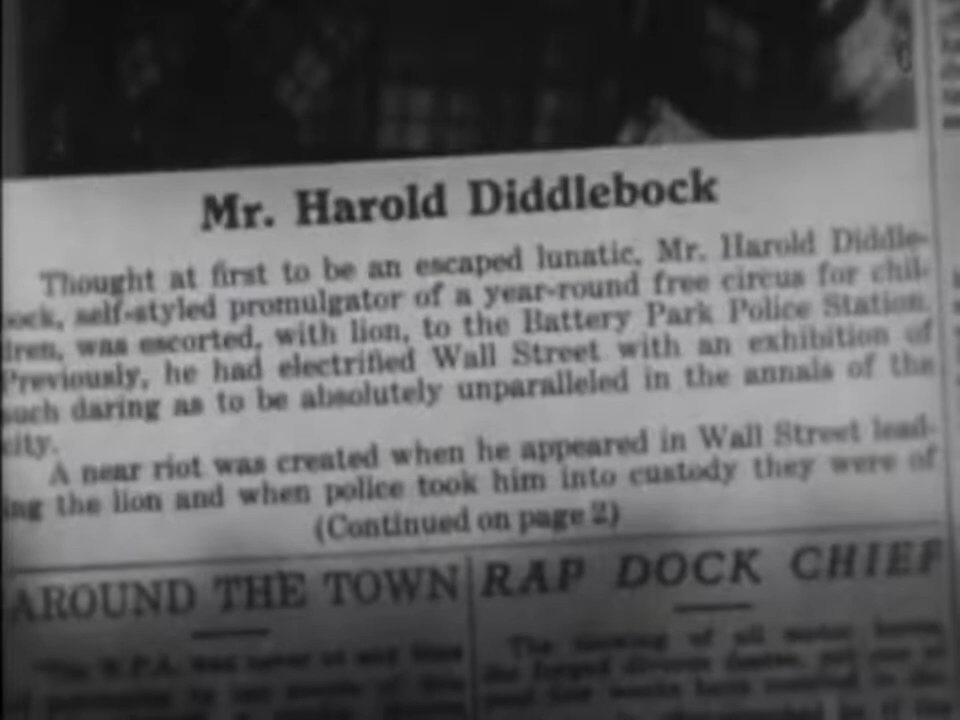 Mr. Harold Diddlebock
Thought at first to be an escaped lunatic, Mr. Harold Diddle-
ock, self-styled promulgator of a year-round free circus for chil-
dren, was escorted, with lion, to the Battery Park Police Station.
Previously, he had electrified Wall Street with an exhibition of
such daring as to be absolutely unparalleled in the annals of the
city.
A near riot was created when he appeared in Wall Street lead-
ing the lion and when police took him into custody they were of
(Continued on page 2)
AROUND THE TOWN
RAP DOCK CHIEF